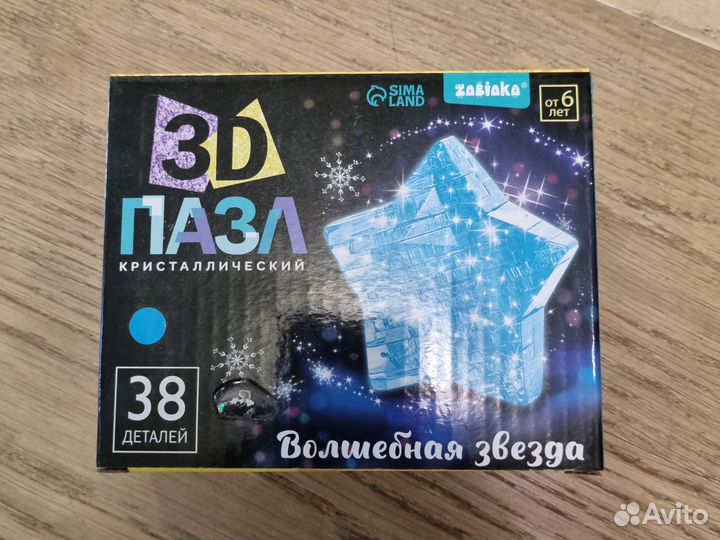 SIMA
LAND
ZABIAKA®
от 6
лет
3D
ПАЗЛ
КРИСТАЛЛИЧЕСКИЙ
38
ДЕТАЛЕЙ
Волшебная звезда
Avito